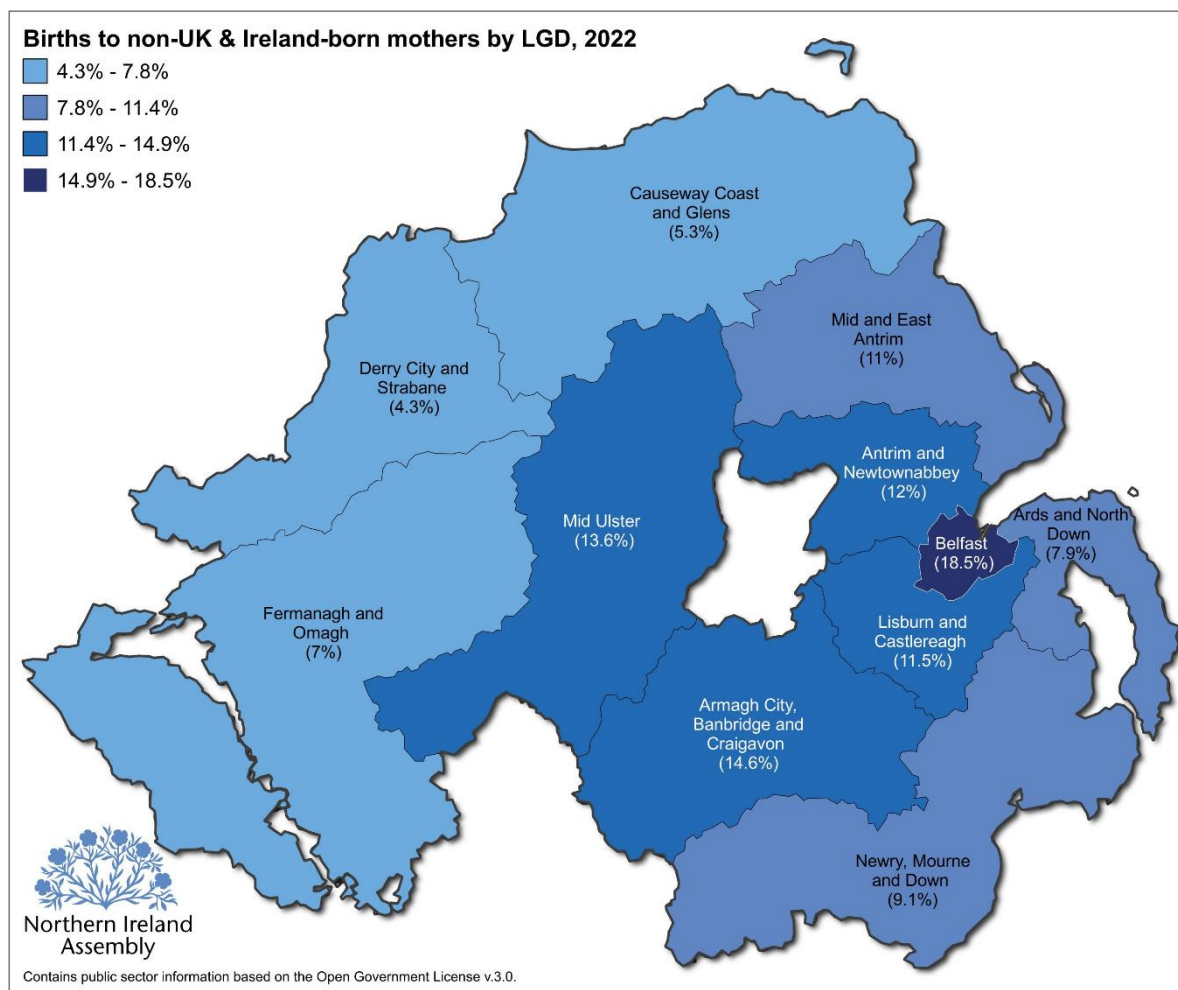 Births to non-UK & Ireland-born mothers by LGD, 2022
4.3% - 7.8%
7.8% - 11.4%
11.4% - 14.9%
14.9% - 18.5%
Causeway Coast
and Glens
(5.3%)
Mid and East
Antrim
(11%)
Derry City and
Strabane
(4.3%)
Antrim and
Newtownabbey
(12%)
Mid Ulster
(13.6%)
Ards and North
Down
(7.9%)
Belfast
(18.5%)
Fermanagh and
Omagh
(7%)
Lisburn and
Castlereagh
(11.5%)
Armagh City,
Banbridge and
Craigavon
(14.6%)
Newry, Mourne
and Down
(9.1%)
Northern Ireland
Assembly
Contains public sector information based on the Open Government License v.3.0.